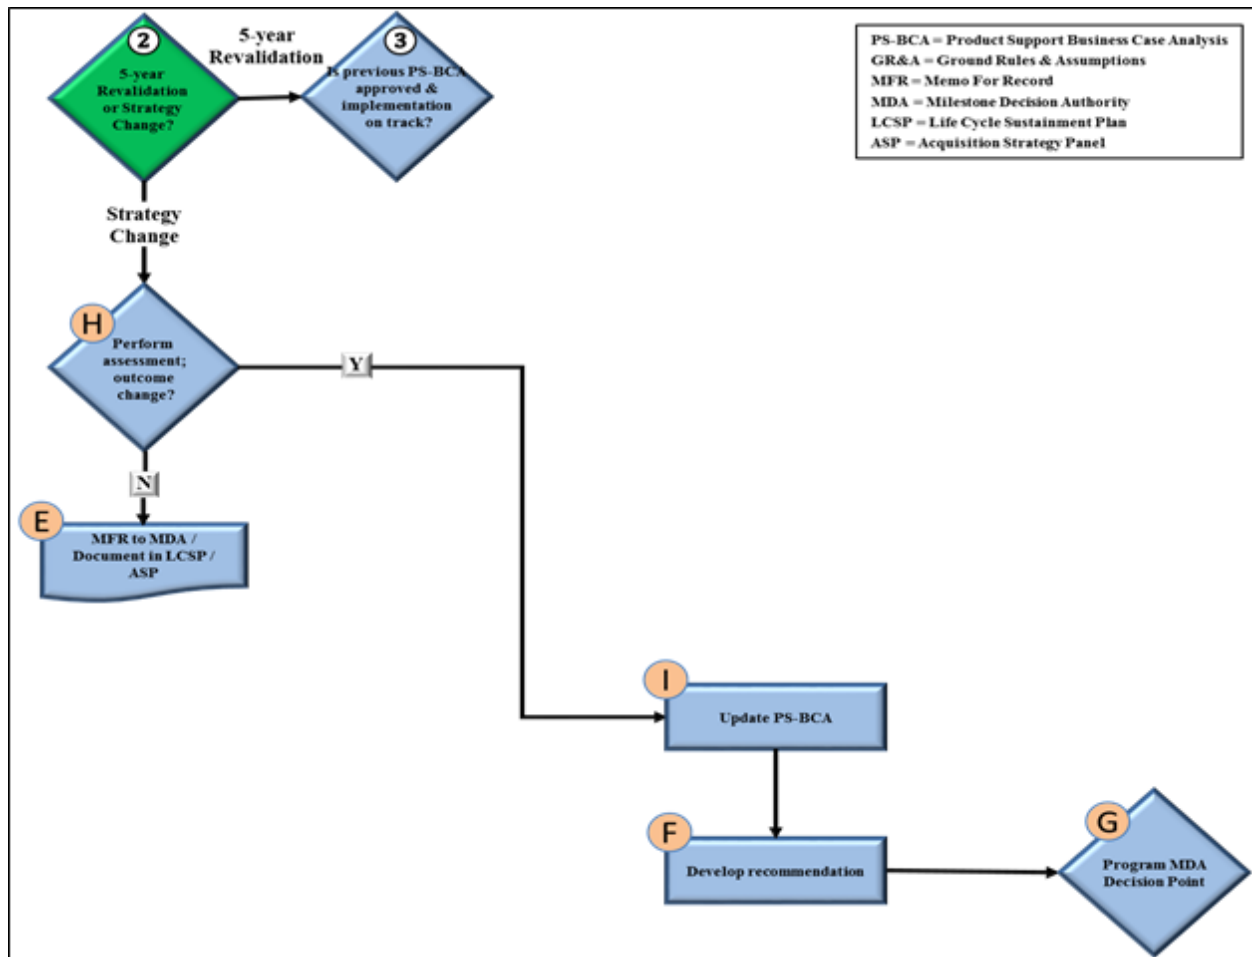 2
5-year
Revalidation
or Strategy
Change?
5-year
Revalidation
3
Is previous PS-BCA
approved &
implementation
on track?
PS-BCA = Product Support Business Case Analysis
GR&A = Ground Rules & Assumptions
MFR = Memo For Record
MDA = Milestone Decision Authority
LCSP = Life Cycle Sustainment Plan
ASP = Acquisition Strategy Panel
Strategy
Change
H
Perform
assessment;
outcome
change?
Y
N
E
MFR to MDA /
Document in LCSP /
ASP
I
Update PS-BCA
F
Develop recommendation
G
Program MDA
Decision Point